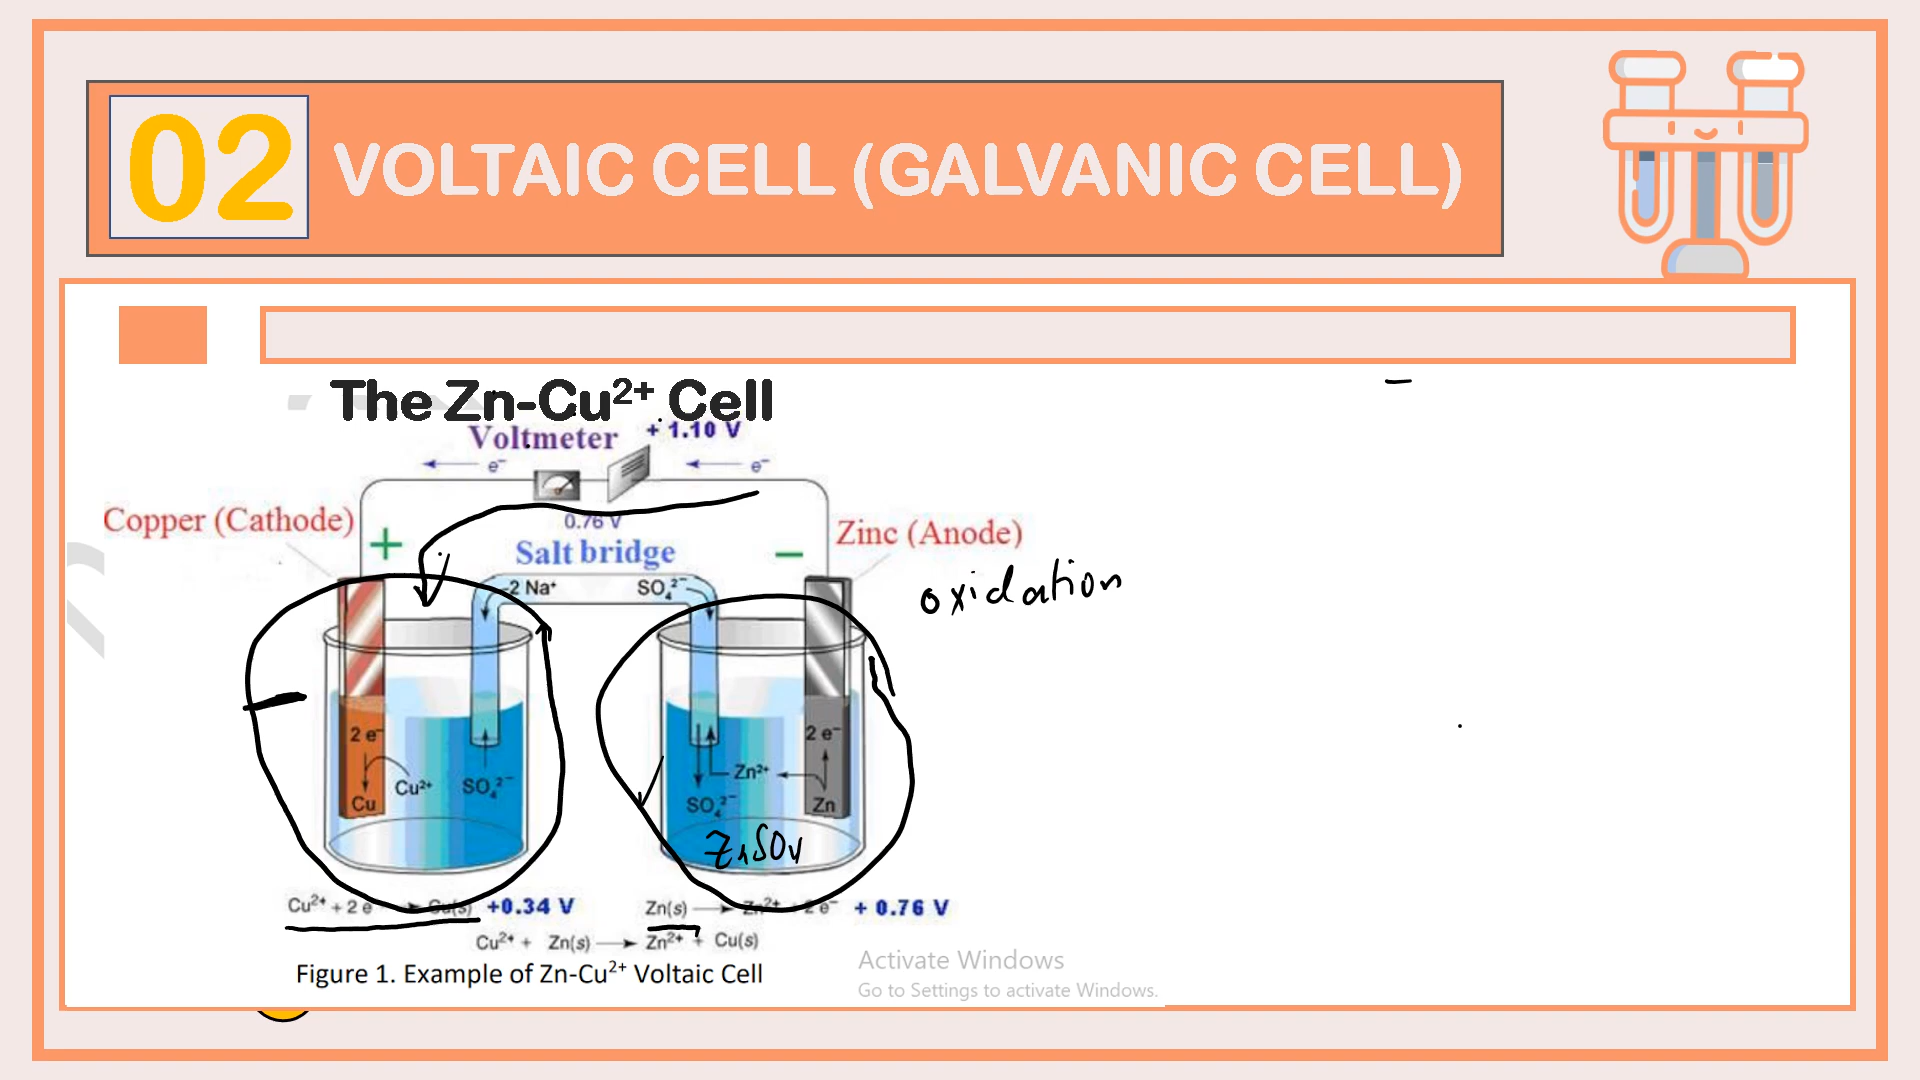 02 VOLTAIC CELL (GALVANIC CELL)
The Zn-Cu²⁺ Cell
Voltmeter + 1.10 V
e⁻ e⁻
Copper (Cathode) + 0.76 V − Zinc (Anode)
Salt bridge
oxidation
2 Na⁺ SO₄²⁻
2 e⁻ 2 e⁻
Cu²⁺ SO₄²⁻ Zn²⁺
Cu SO₄²⁻ Zn
ZnSO₄
Cu²⁺ + 2 e⁻ → Cu(s) +0.34 V Zn(s) → Zn²⁺ + 2 e⁻ + 0.76 V
Cu²⁺ + Zn(s) → Zn²⁺ + Cu(s)
Figure 1. Example of Zn-Cu²⁺ Voltaic Cell
Activate Windows
Go to Settings to activate Windows.